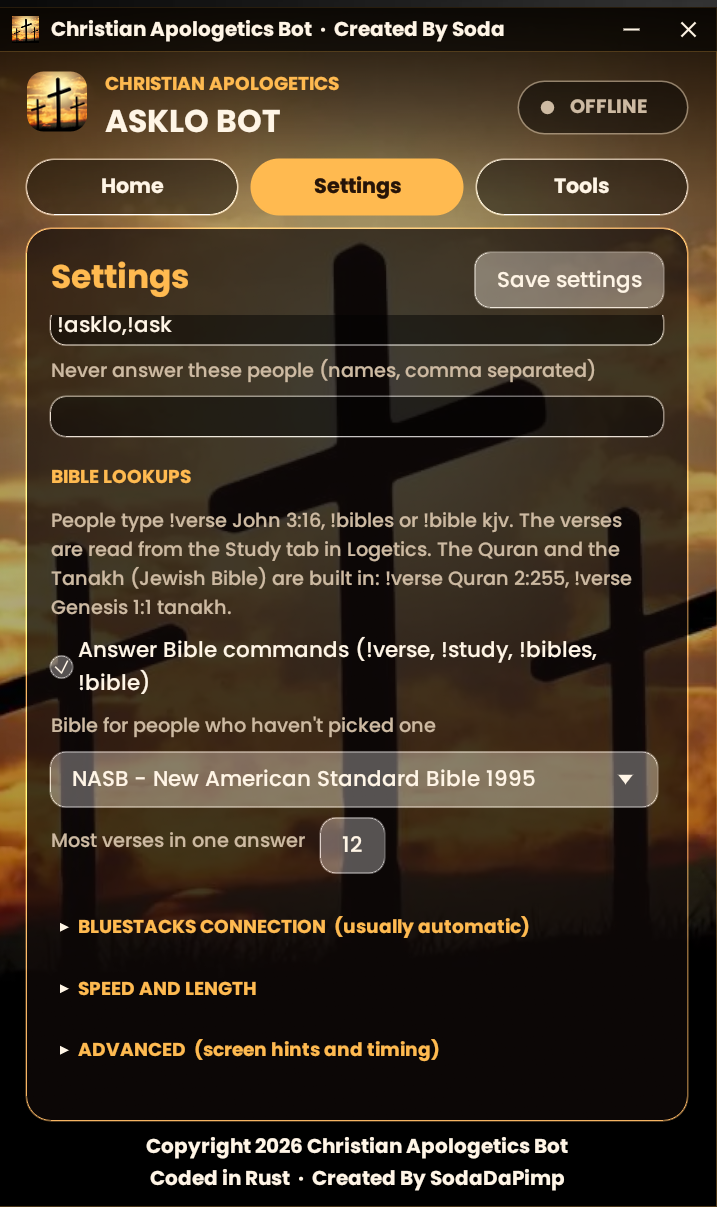 Christian Apologetics Bot · Created By Soda
CHRISTIAN APOLOGETICS
ASKLO BOT
OFFLINE
Home
Settings
Tools
Settings
Save settings
!asklo,!ask
Never answer these people (names, comma separated)
BIBLE LOOKUPS
People type !verse John 3:16, !bibles or !bible kjv. The verses
are read from the Study tab in Logetics. The Quran and the
Tanakh (Jewish Bible) are built in: !verse Quran 2:255, !verse
Genesis 1:1 tanakh.
Answer Bible commands (!verse, !study, !bibles,
!bible)
Bible for people who haven't picked one
NASB - New American Standard Bible 1995
Most verses in one answer
12
BLUESTACKS CONNECTION (usually automatic)
SPEED AND LENGTH
ADVANCED (screen hints and timing)
Copyright 2026 Christian Apologetics Bot
Coded in Rust · Created By SodaDaPimp